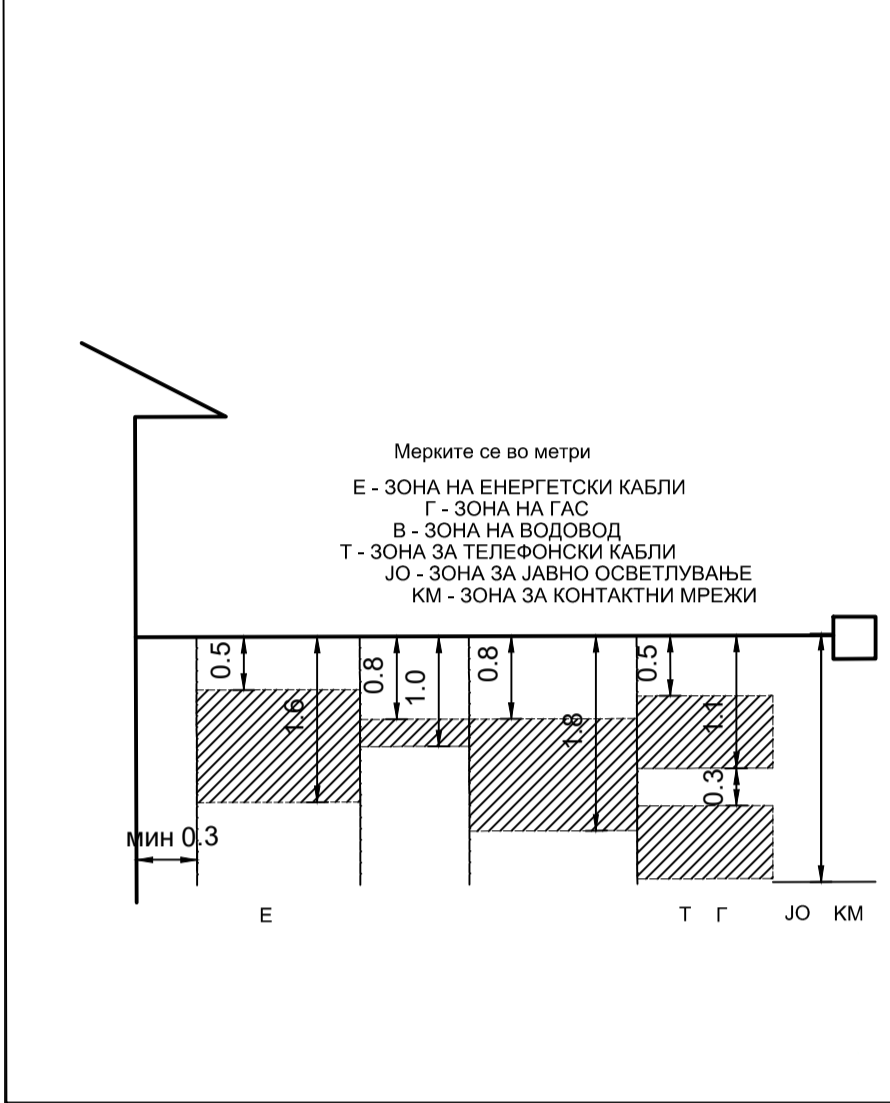 Мерките се во метри
Е - ЗОНА НА ЕНЕРГЕТСКИ КАБЛИ
Г - ЗОНА НА ГАС
В - ЗОНА НА ВОДОВОД
Т - ЗОНА ЗА ТЕЛЕФОНСКИ КАБЛИ
ЈО - ЗОНА ЗА ЈАВНО ОСВЕТЛУВАЊЕ
КМ - ЗОНА ЗА КОНТАКТНИ МРЕЖИ
0.5
1.6
0.8
1.0
0.8
1.8
0.5
1.1
0.3
мин 0.3
Е
Т Г ЈО КМ